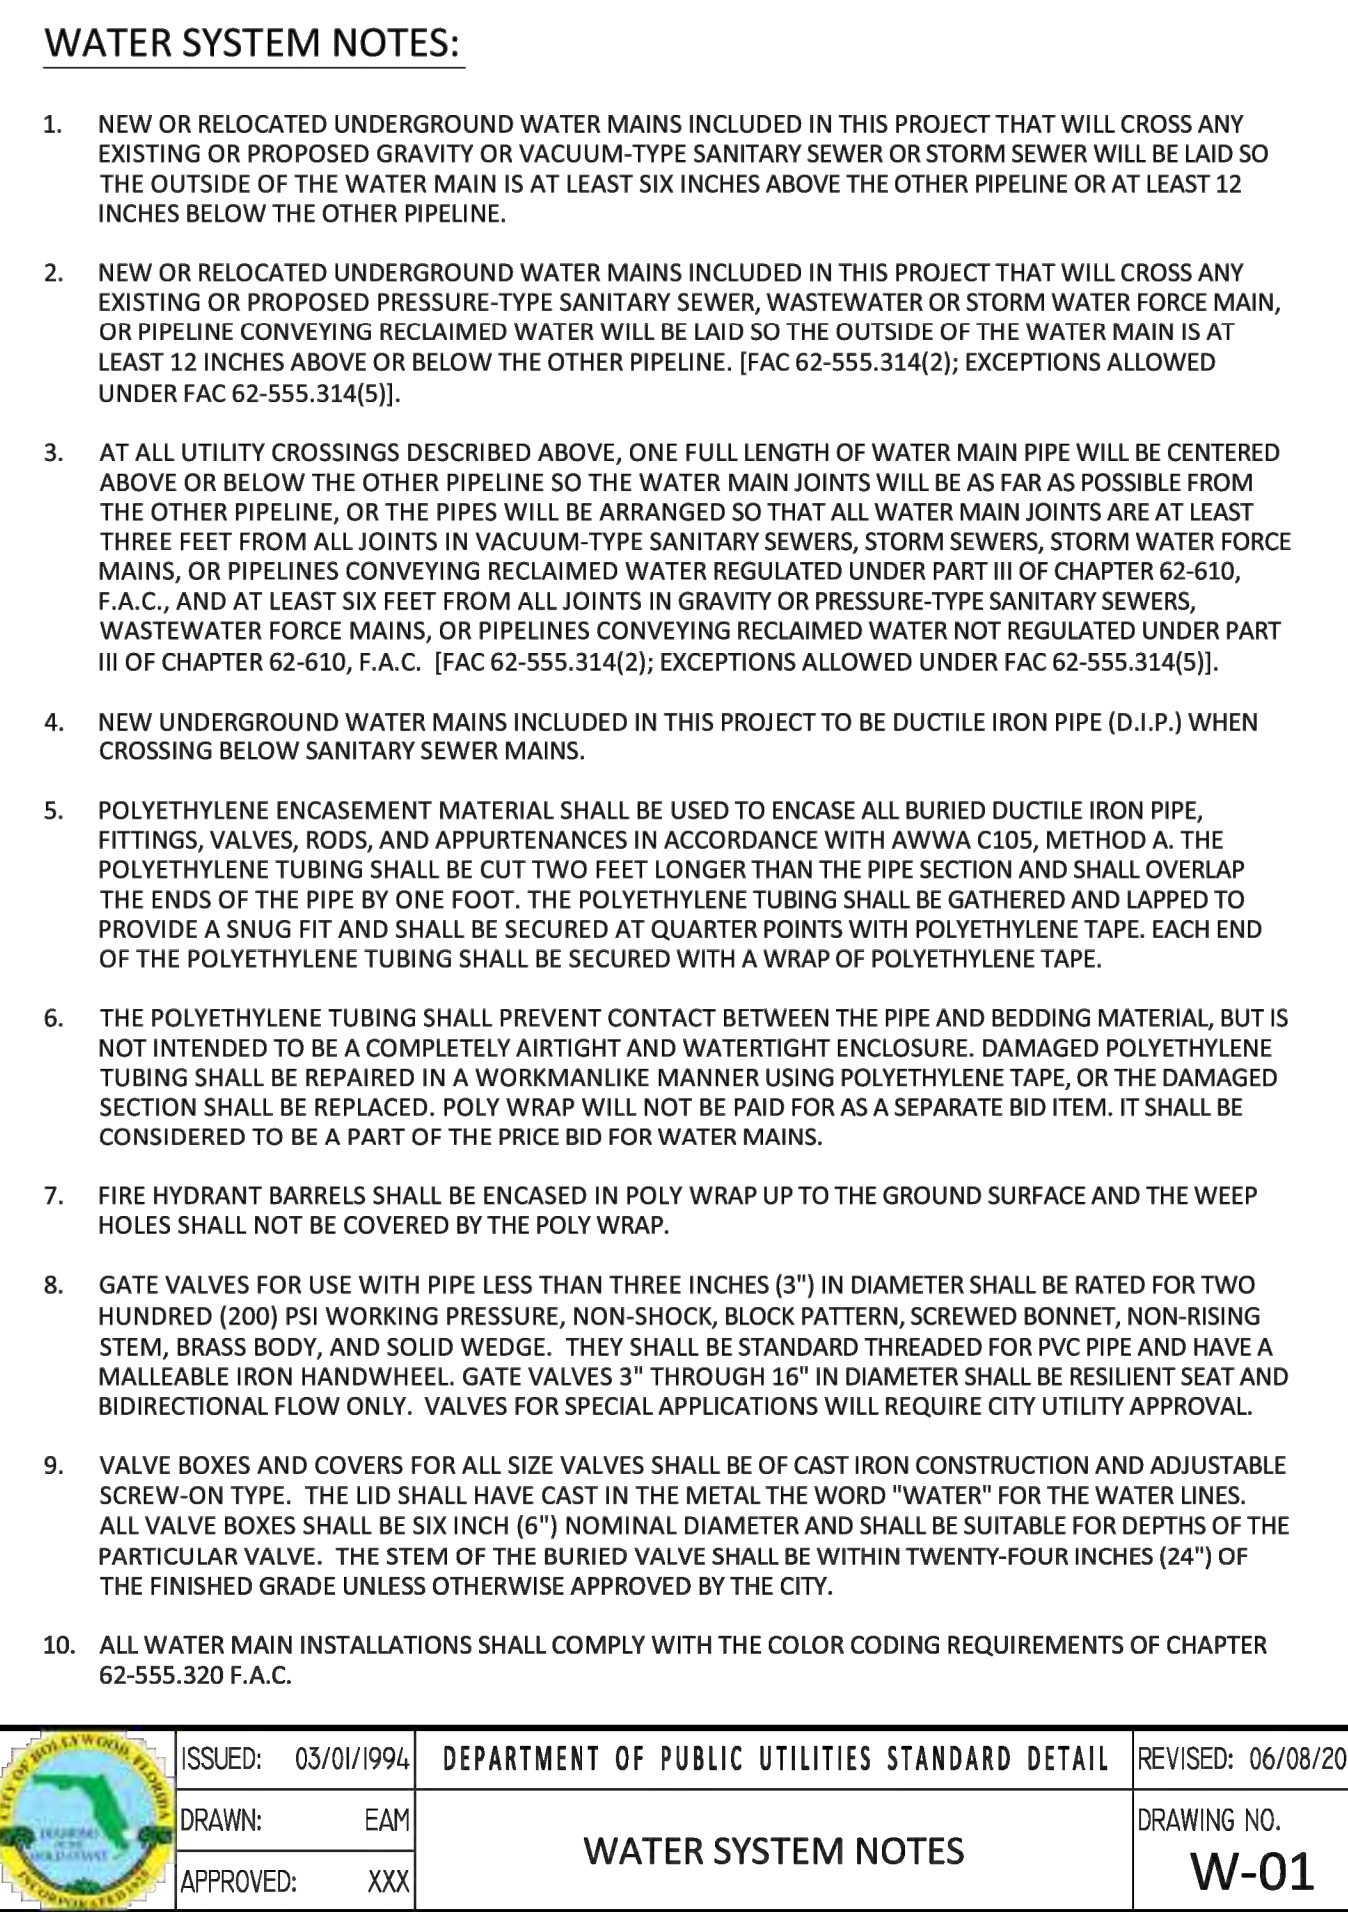 WATER SYSTEM NOTES:
1. NEW OR RELOCATED UNDERGROUND WATER MAINS INCLUDED IN THIS PROJECT THAT WILL CROSS ANY
EXISTING OR PROPOSED GRAVITY OR VACUUM-TYPE SANITARY SEWER OR STORM SEWER WILL BE LAID SO
THE OUTSIDE OF THE WATER MAIN IS AT LEAST SIX INCHES ABOVE THE OTHER PIPELINE OR AT LEAST 12
INCHES BELOW THE OTHER PIPELINE.
2. NEW OR RELOCATED UNDERGROUND WATER MAINS INCLUDED IN THIS PROJECT THAT WILL CROSS ANY
EXISTING OR PROPOSED PRESSURE-TYPE SANITARY SEWER, WASTEWATER OR STORM WATER FORCE MAIN,
OR PIPELINE CONVEYING RECLAIMED WATER WILL BE LAID SO THE OUTSIDE OF THE WATER MAIN IS AT
LEAST 12 INCHES ABOVE OR BELOW THE OTHER PIPELINE. [FAC 62-555.314(2); EXCEPTIONS ALLOWED
UNDER FAC 62-555.314(5)].
3. AT ALL UTILITY CROSSINGS DESCRIBED ABOVE, ONE FULL LENGTH OF WATER MAIN PIPE WILL BE CENTERED
ABOVE OR BELOW THE OTHER PIPELINE SO THE WATER MAIN JOINTS WILL BE AS FAR AS POSSIBLE FROM
THE OTHER PIPELINE, OR THE PIPES WILL BE ARRANGED SO THAT ALL WATER MAIN JOINTS ARE AT LEAST
THREE FEET FROM ALL JOINTS IN VACUUM-TYPE SANITARY SEWERS, STORM SEWERS, STORM WATER FORCE
MAINS, OR PIPELINES CONVEYING RECLAIMED WATER REGULATED UNDER PART III OF CHAPTER 62-610,
F.A.C., AND AT LEAST SIX FEET FROM ALL JOINTS IN GRAVITY OR PRESSURE-TYPE SANITARY SEWERS,
WASTEWATER FORCE MAINS, OR PIPELINES CONVEYING RECLAIMED WATER NOT REGULATED UNDER PART
III OF CHAPTER 62-610, F.A.C. [FAC 62-555.314(2); EXCEPTIONS ALLOWED UNDER FAC 62-555.314(5)].
4. NEW UNDERGROUND WATER MAINS INCLUDED IN THIS PROJECT TO BE DUCTILE IRON PIPE (D.I.P.) WHEN
CROSSING BELOW SANITARY SEWER MAINS.
5. POLYETHYLENE ENCASEMENT MATERIAL SHALL BE USED TO ENCASE ALL BURIED DUCTILE IRON PIPE,
FITTINGS, VALVES, RODS, AND APPURTENANCES IN ACCORDANCE WITH AWWA C105, METHOD A. THE
POLYETHYLENE TUBING SHALL BE CUT TWO FEET LONGER THAN THE PIPE SECTION AND SHALL OVERLAP
THE ENDS OF THE PIPE BY ONE FOOT. THE POLYETHYLENE TUBING SHALL BE GATHERED AND LAPPED TO
PROVIDE A SNUG FIT AND SHALL BE SECURED AT QUARTER POINTS WITH POLYETHYLENE TAPE. EACH END
OF THE POLYETHYLENE TUBING SHALL BE SECURED WITH A WRAP OF POLYETHYLENE TAPE.
6. THE POLYETHYLENE TUBING SHALL PREVENT CONTACT BETWEEN THE PIPE AND BEDDING MATERIAL, BUT IS
NOT INTENDED TO BE A COMPLETELY AIRTIGHT AND WATERTIGHT ENCLOSURE. DAMAGED POLYETHYLENE
TUBING SHALL BE REPAIRED IN A WORKMANLIKE MANNER USING POLYETHYLENE TAPE, OR THE DAMAGED
SECTION SHALL BE REPLACED. POLY WRAP WILL NOT BE PAID FOR AS A SEPARATE BID ITEM. IT SHALL BE
CONSIDERED TO BE A PART OF THE PRICE BID FOR WATER MAINS.
7. FIRE HYDRANT BARRELS SHALL BE ENCASED IN POLY WRAP UP TO THE GROUND SURFACE AND THE WEEP
HOLES SHALL NOT BE COVERED BY THE POLY WRAP.
8. GATE VALVES FOR USE WITH PIPE LESS THAN THREE INCHES (3") IN DIAMETER SHALL BE RATED FOR TWO
HUNDRED (200) PSI WORKING PRESSURE, NON-SHOCK, BLOCK PATTERN, SCREWED BONNET, NON-RISING
STEM, BRASS BODY, AND SOLID WEDGE. THEY SHALL BE STANDARD THREADED FOR PVC PIPE AND HAVE A
MALLEABLE IRON HANDWHEEL. GATE VALVES 3" THROUGH 16" IN DIAMETER SHALL BE RESILIENT SEAT AND
BIDIRECTIONAL FLOW ONLY. VALVES FOR SPECIAL APPLICATIONS WILL REQUIRE CITY UTILITY APPROVAL.
9. VALVE BOXES AND COVERS FOR ALL SIZE VALVES SHALL BE OF CAST IRON CONSTRUCTION AND ADJUSTABLE
SCREW-ON TYPE. THE LID SHALL HAVE CAST IN THE METAL THE WORD "WATER" FOR THE WATER LINES.
ALL VALVE BOXES SHALL BE SIX INCH (6") NOMINAL DIAMETER AND SHALL BE SUITABLE FOR DEPTHS OF THE
PARTICULAR VALVE. THE STEM OF THE BURIED VALVE SHALL BE WITHIN TWENTY-FOUR INCHES (24") OF
THE FINISHED GRADE UNLESS OTHERWISE APPROVED BY THE CITY.
10. ALL WATER MAIN INSTALLATIONS SHALL COMPLY WITH THE COLOR CODING REQUIREMENTS OF CHAPTER
62-555.320 F.A.C.
CITY OF HOLLYWOOD, FLORIDA
DIAMOND
OF THE
GOLD COAST
INCORPORATED
ISSUED: 03/01/1994
DEPARTMENT OF PUBLIC UTILITIES STANDARD DETAIL
REVISED: 06/08/20
DRAWN: EAM
WATER SYSTEM NOTES
DRAWING NO.
W-01
APPROVED: XXX